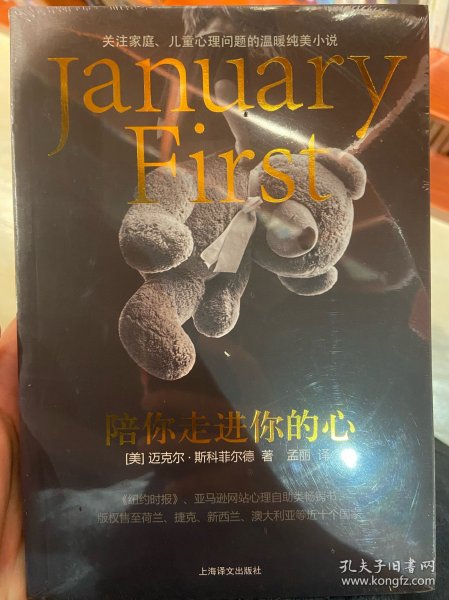 关注家庭、儿童心理问题的温暖纯美小说
January
First
陪你走进你的心
[美] 迈克尔·斯科菲尔德 著 孟丽 译
《纽约时报》、亚马逊网站心理自助类畅销书
版权售至荷兰、捷克、新西兰、澳大利亚等近十个国家
上海译文出版社
孔夫子旧书网
www.kongfz.com